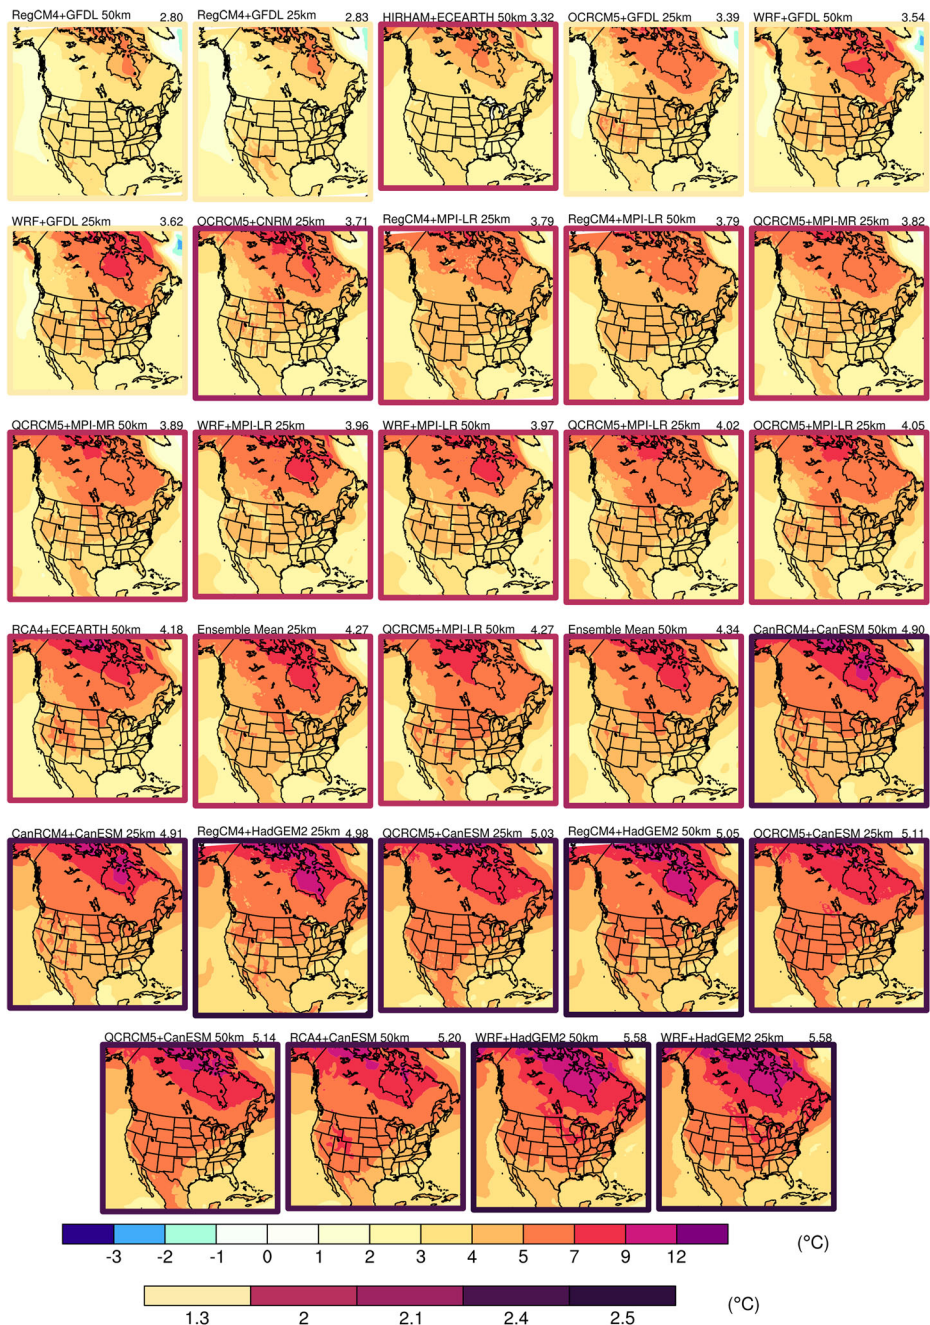 RegCM4+GFDL 50km 2.80 RegCM4+GFDL 25km 2.83 HIRHAM+ECEARTH 50km 3.32 QCRCM5+GFDL 25km 3.39 WRF+GFDL 50km 3.54
WRF+GFDL 25km 3.62 QCRCM5+CNRM 25km 3.71 RegCM4+MPI-LR 25km 3.79 RegCM4+MPI-LR 50km 3.79 QCRCM5+MPI-MR 25km 3.82
QCRCM5+MPI-MR 50km 3.89 WRF+MPI-LR 25km 3.96 WRF+MPI-LR 50km 3.97 QCRCM5+MPI-LR 25km 4.02 QCRCM5+MPI-LR 25km 4.05
RCA4+ECEARTH 50km 4.18 Ensemble Mean 25km 4.27 QCRCM5+MPI-LR 50km 4.27 Ensemble Mean 50km 4.34 CanRCM4+CanESM 50km 4.90
CanRCM4+CanESM 25km 4.91 RegCM4+HadGEM2 25km 4.98 QCRCM5+CanESM 25km 5.03 RegCM4+HadGEM2 50km 5.05 QCRCM5+CanESM 25km 5.11
QCRCM5+CanESM 50km 5.14 RCA4+CanESM 50km 5.20 WRF+HadGEM2 50km 5.58 WRF+HadGEM2 25km 5.58
-3 -2 -1 0 1 2 3 4 5 7 9 12 (°C)
1.3 2 2.1 2.4 2.5 (°C)